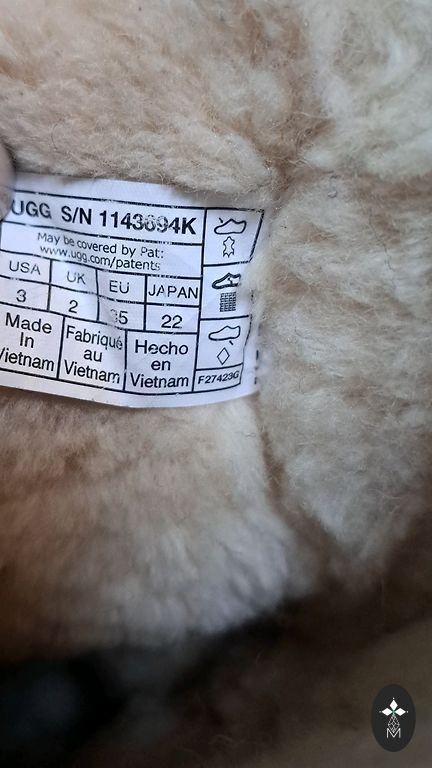 UGG S/N 1143694K
May be covered by Pat:
www.ugg.com/patents
USA UK EU JAPAN
3 2 35 22
Made In Vietnam
Fabriqué au Vietnam
Hecho en Vietnam
F27423G
M